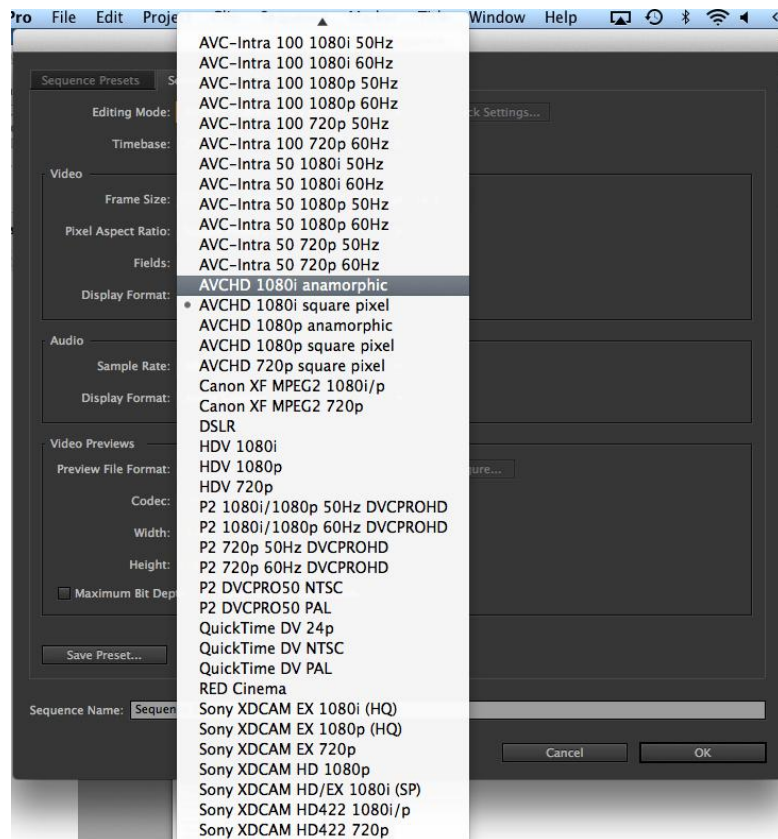 Pro File Edit Proje Window Help
Sequence Presets S
Editing Mode:
ck Settings...
Timebase:
Video
Frame Size:
Pixel Aspect Ratio:
Fields:
Display Format:
Audio
Sample Rate:
Display Format:
Video Previews
Preview File Format:
ure...
Codec:
Width:
Height:
Maximum Bit Dep
Save Preset...
Sequence Name: Sequen
Cancel OK
AVC-Intra 100 1080i 50Hz
AVC-Intra 100 1080i 60Hz
AVC-Intra 100 1080p 50Hz
AVC-Intra 100 1080p 60Hz
AVC-Intra 100 720p 50Hz
AVC-Intra 100 720p 60Hz
AVC-Intra 50 1080i 50Hz
AVC-Intra 50 1080i 60Hz
AVC-Intra 50 1080p 50Hz
AVC-Intra 50 1080p 60Hz
AVC-Intra 50 720p 50Hz
AVC-Intra 50 720p 60Hz
AVCHD 1080i anamorphic
AVCHD 1080i square pixel
AVCHD 1080p anamorphic
AVCHD 1080p square pixel
AVCHD 720p square pixel
Canon XF MPEG2 1080i/p
Canon XF MPEG2 720p
DSLR
HDV 1080i
HDV 1080p
HDV 720p
P2 1080i/1080p 50Hz DVCPROHD
P2 1080i/1080p 60Hz DVCPROHD
P2 720p 50Hz DVCPROHD
P2 720p 60Hz DVCPROHD
P2 DVCPRO50 NTSC
P2 DVCPRO50 PAL
QuickTime DV 24p
QuickTime DV NTSC
QuickTime DV PAL
RED Cinema
Sony XDCAM EX 1080i (HQ)
Sony XDCAM EX 1080p (HQ)
Sony XDCAM EX 720p
Sony XDCAM HD 1080p
Sony XDCAM HD/EX 1080i (SP)
Sony XDCAM HD422 1080i/p
Sony XDCAM HD422 720p